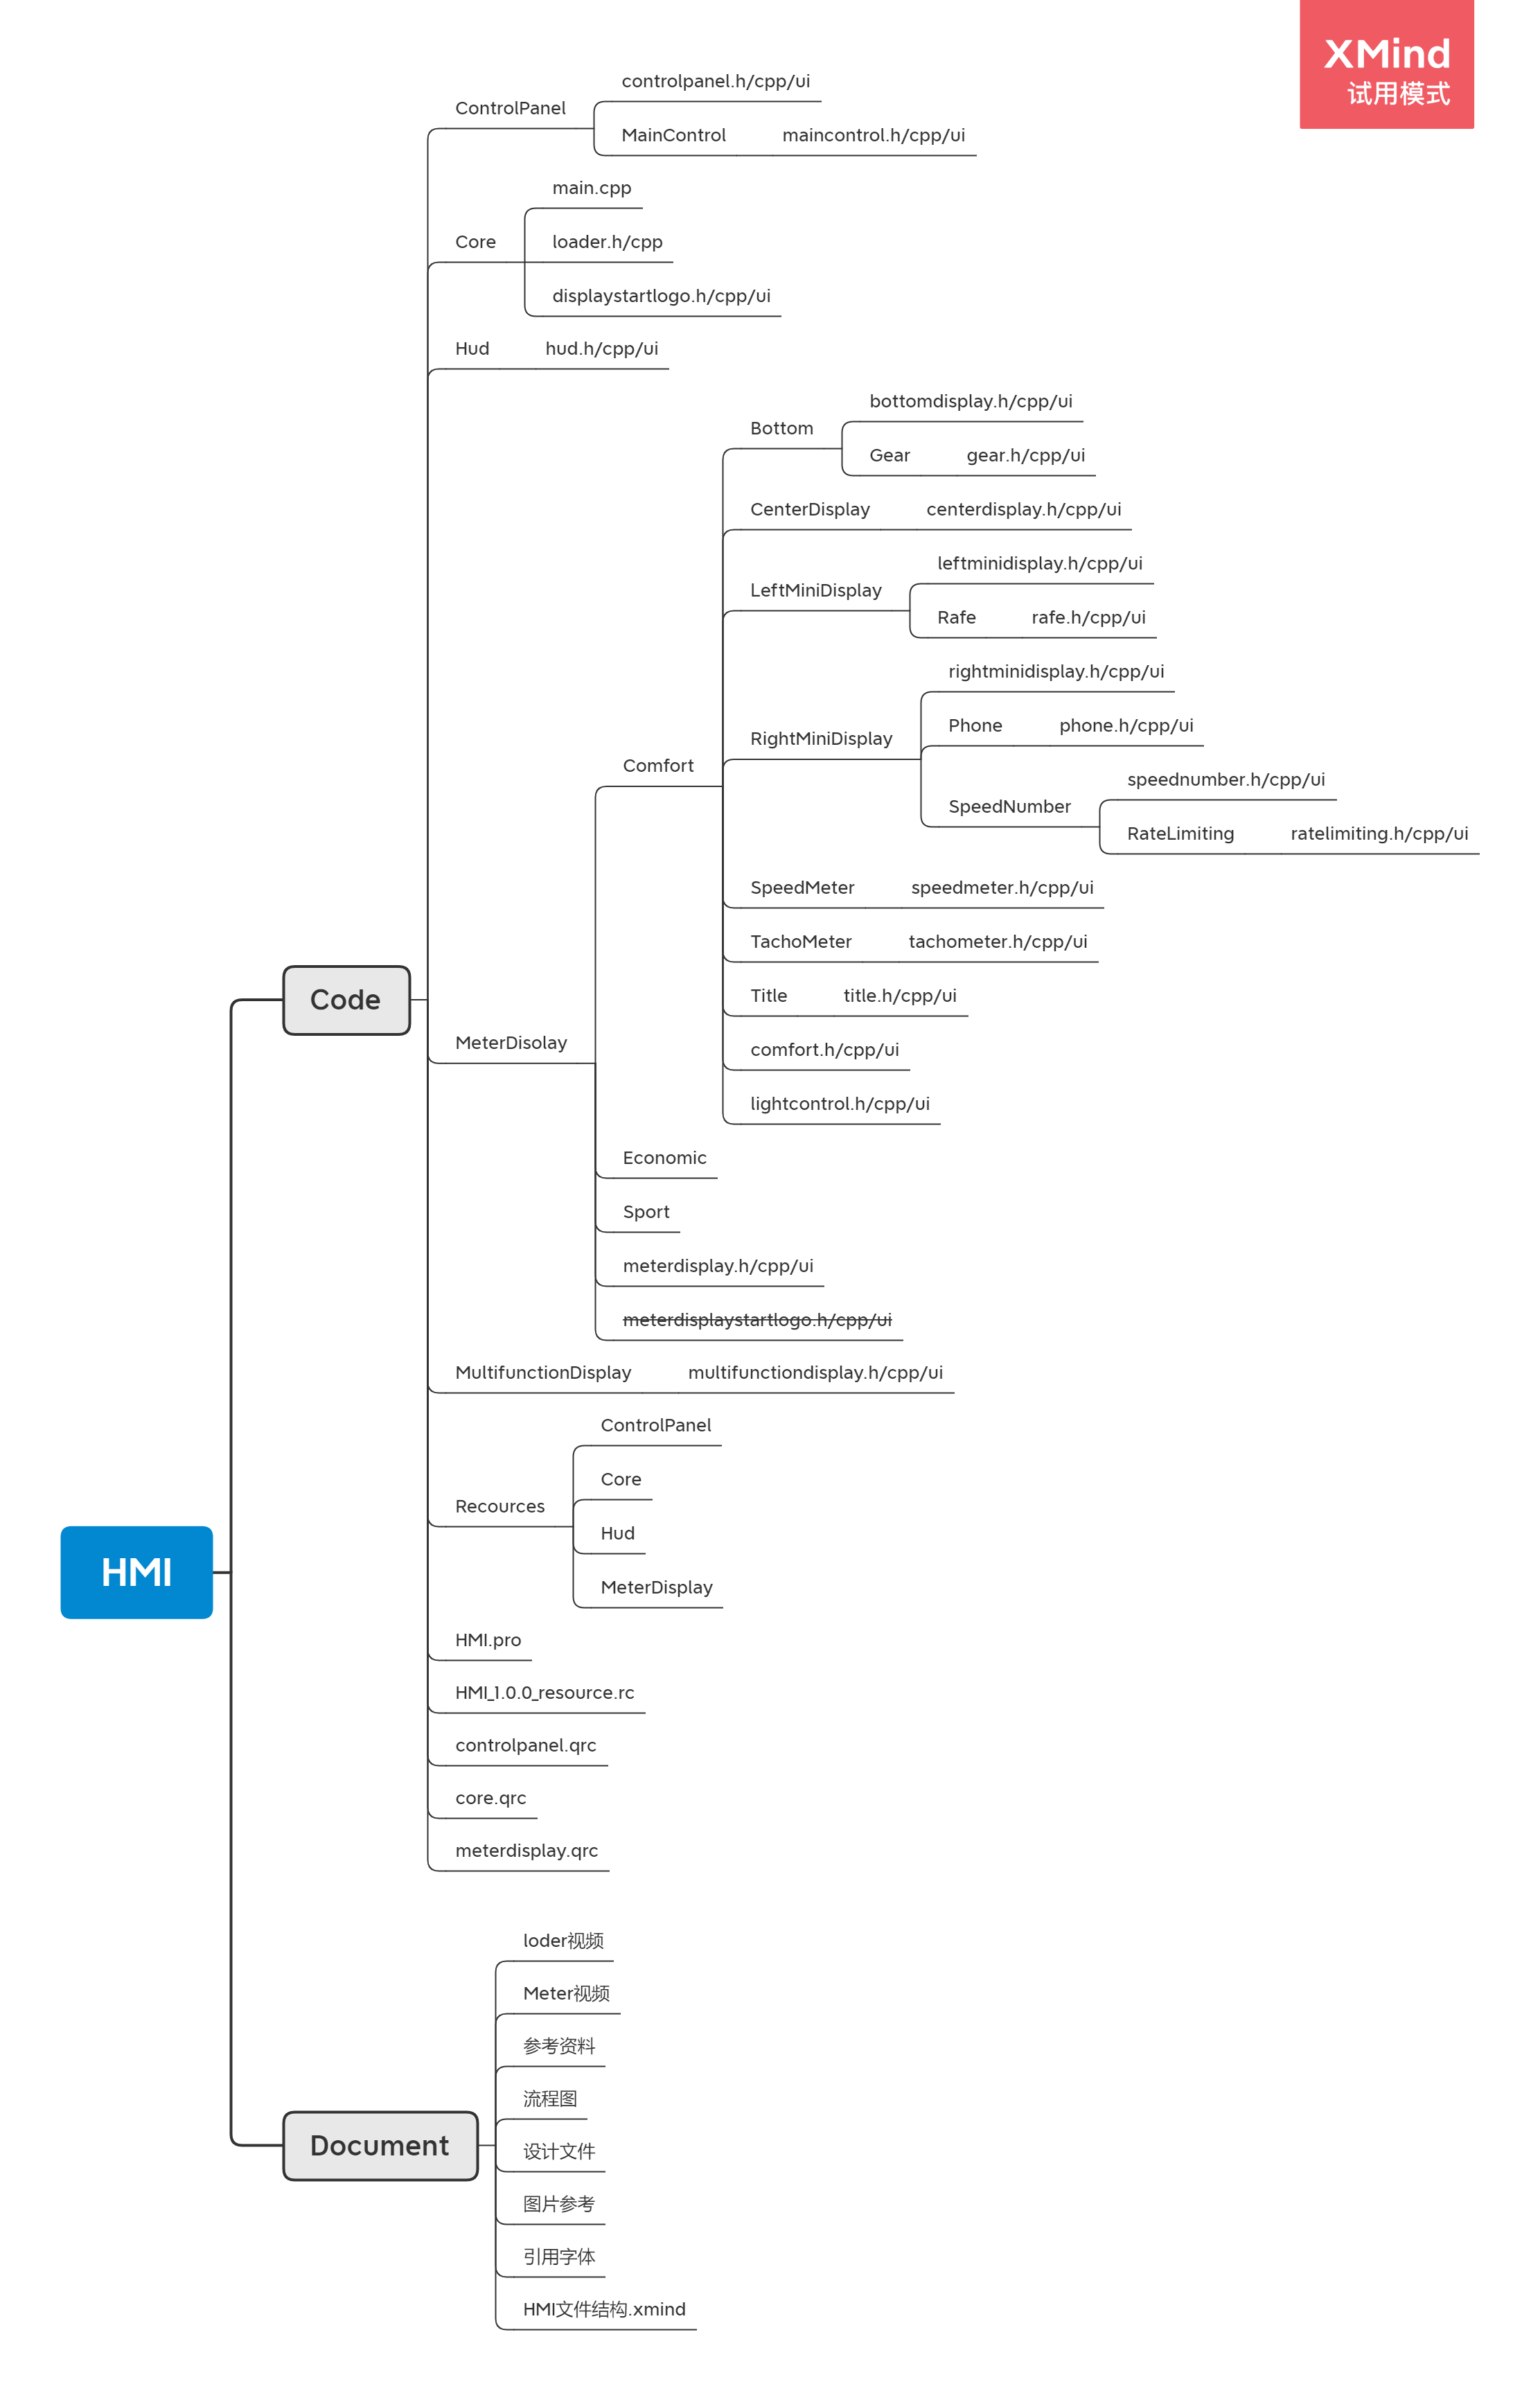 XMind
试用模式
controlpanel.h/cpp/ui
ControlPanel
MainControl
maincontrol.h/cpp/ui
main.cpp
Core
loader.h/cpp
displaystartlogo.h/cpp/ui
Hud
hud.h/cpp/ui
bottomdisplay.h/cpp/ui
Bottom
Gear
gear.h/cpp/ui
CenterDisplay
centerdisplay.h/cpp/ui
leftminidisplay.h/cpp/ui
LeftMiniDisplay
Rafe
rafe.h/cpp/ui
rightminidisplay.h/cpp/ui
Phone
phone.h/cpp/ui
RightMiniDisplay
Comfort
speednumber.h/cpp/ui
SpeedNumber
RateLimiting
ratelimiting.h/cpp/ui
SpeedMeter
speedmeter.h/cpp/ui
TachoMeter
tachometer.h/cpp/ui
Title
title.h/cpp/ui
Code
MeterDisolay
comfort.h/cpp/ui
lightcontrol.h/cpp/ui
Economic
Sport
meterdisplay.h/cpp/ui
meterdisplaystartlogo.h/cpp/ui
MultifunctionDisplay
multifunctiondisplay.h/cpp/ui
ControlPanel
Core
Recources
Hud
MeterDisplay
HMI
HMI.pro
HMI_1.0.0_resource.rc
controlpanel.qrc
core.qrc
meterdisplay.qrc
loder视频
Meter视频
参考资料
流程图
Document
设计文件
图片参考
引用字体
HMI文件结构.xmind